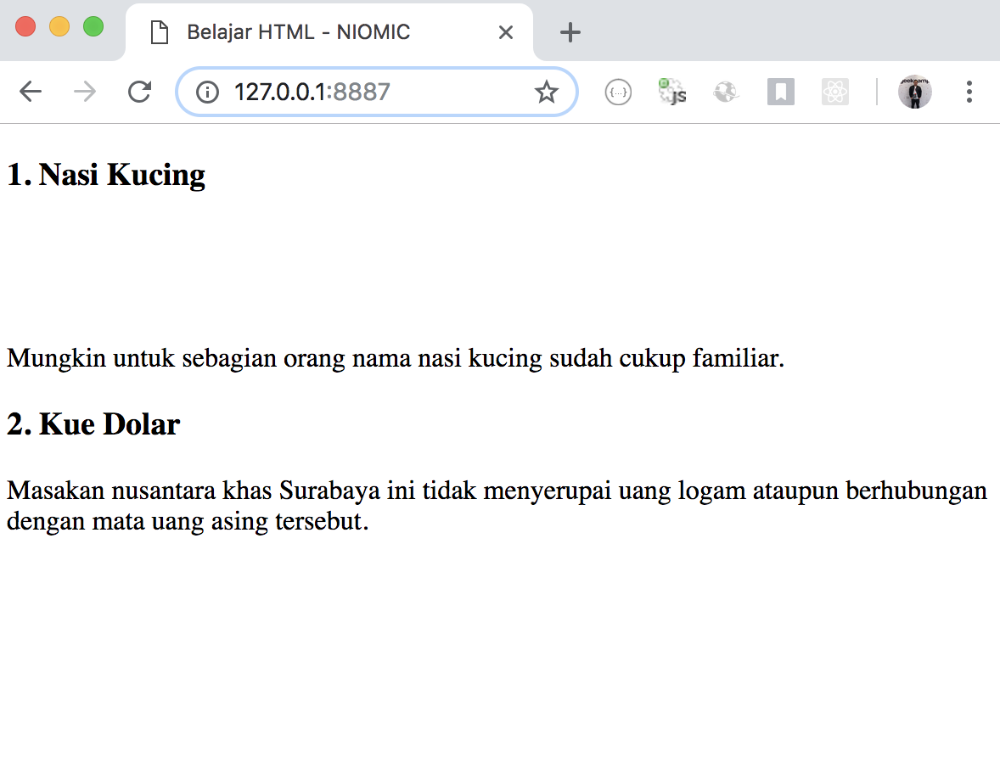 Belajar HTML - NIOMIC
127.0.0.1:8887
{...}
js
1. Nasi Kucing
Mungkin untuk sebagian orang nama nasi kucing sudah cukup familiar.
2. Kue Dolar
Masakan nusantara khas Surabaya ini tidak menyerupai uang logam ataupun berhubungan
dengan mata uang asing tersebut.